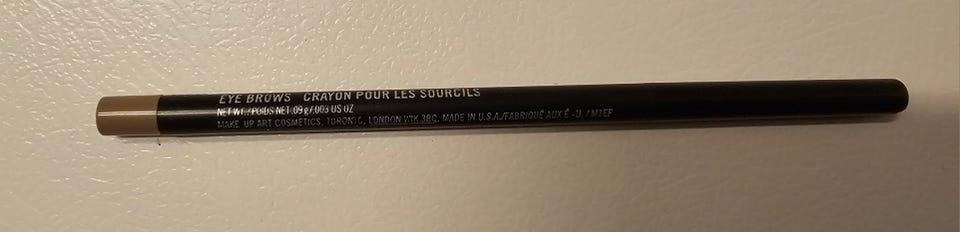 EYE BROWS CRAYON POUR LES SOURCILS
NET WT./POIDS NET .09 g/.003 US OZ
MAKE-UP ART COSMETICS, TORONTO, LONDON W1K 3BQ. MADE IN U.S.A./FABRIQUÉ AUX É.-U. / M1EF